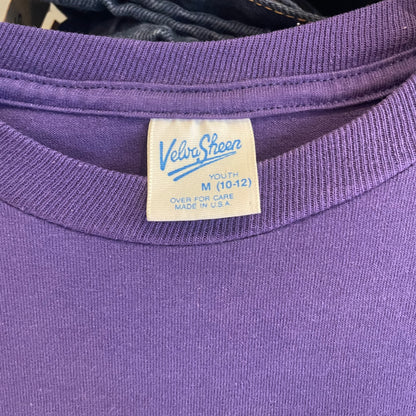 Velva Sheen
YOUTH
M (10-12)
OVER FOR CARE
MADE IN U.S.A.